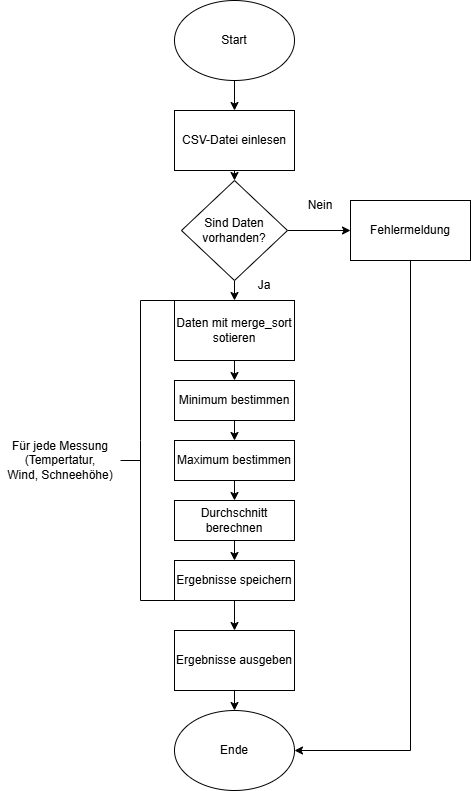 Start
CSV-Datei einlesen
Sind Daten
vorhanden?
Nein
Fehlermeldung
Ja
Daten mit merge_sort
sotieren
Minimum bestimmen
Für jede Messung
(Tempertatur,
Wind, Schneehöhe)
Maximum bestimmen
Durchschnitt
berechnen
Ergebnisse speichern
Ergebnisse ausgeben
Ende